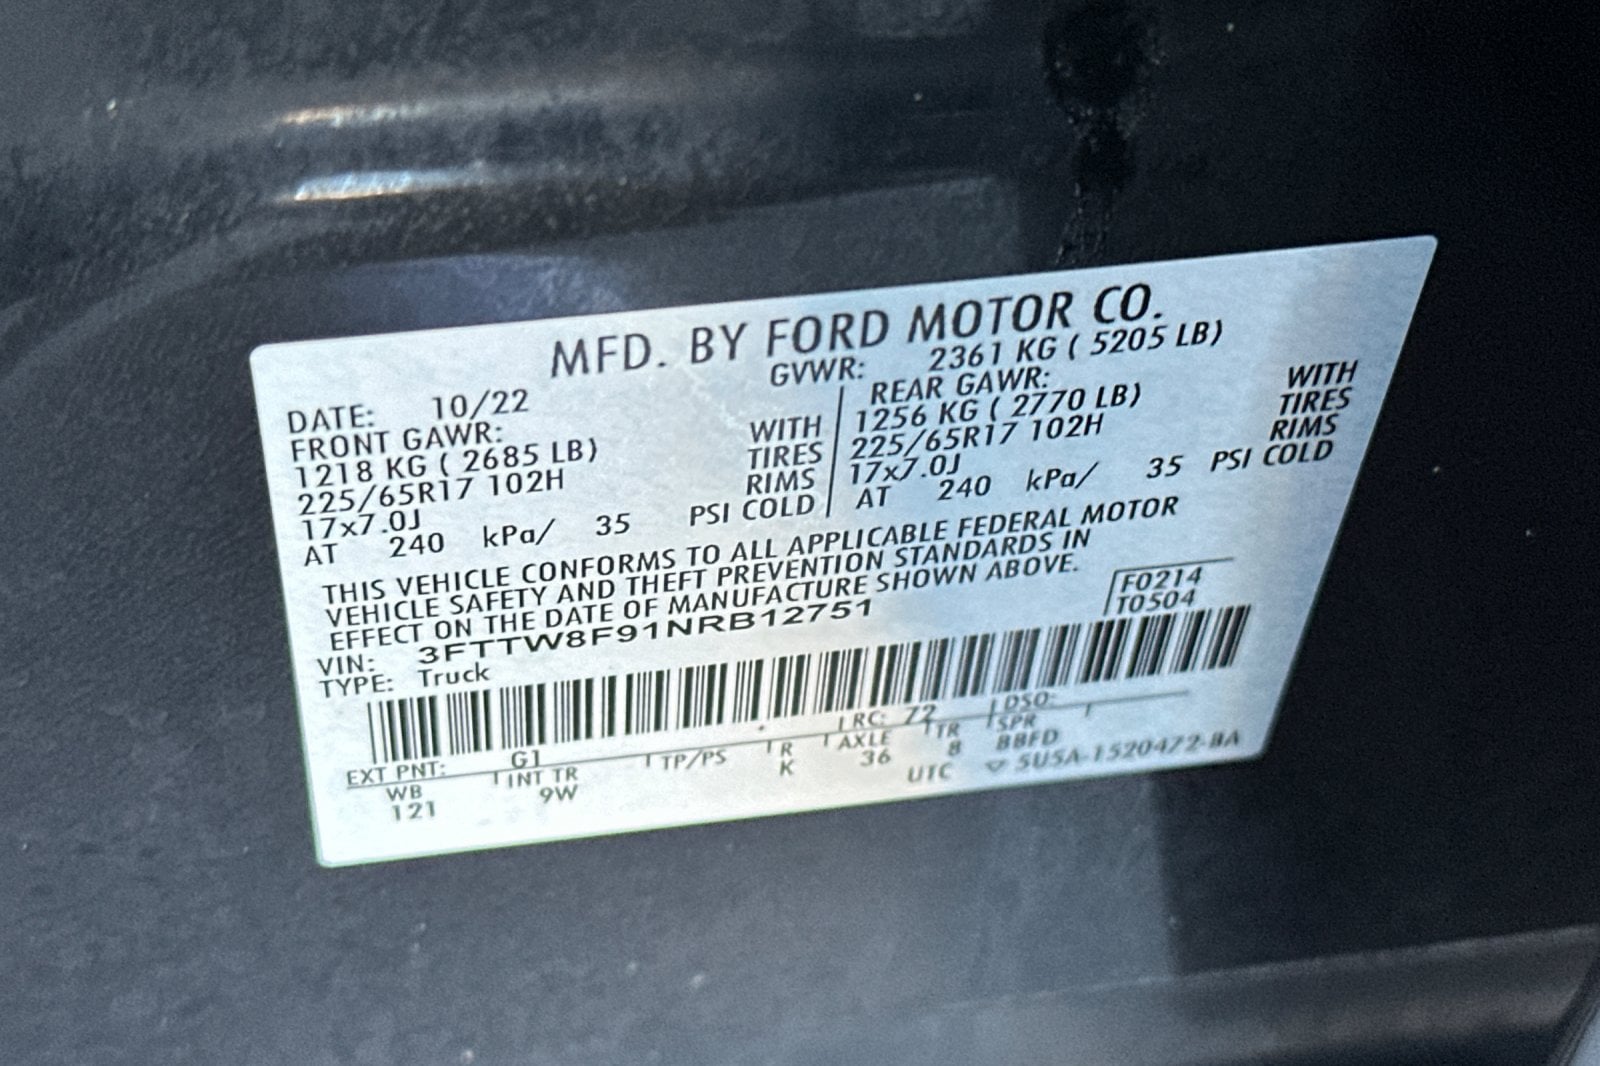 MFD. BY FORD MOTOR CO.
DATE: 10/22 GVWR: 2361 KG ( 5205 LB)
FRONT GAWR: REAR GAWR:
1218 KG ( 2685 LB) WITH 1256 KG ( 2770 LB) WITH
225/65R17 102H TIRES 225/65R17 102H TIRES
17x7.0J RIMS 17x7.0J RIMS
AT 240 kPa/ 35 PSI COLD AT 240 kPa/ 35 PSI COLD
THIS VEHICLE CONFORMS TO ALL APPLICABLE FEDERAL MOTOR
VEHICLE SAFETY AND THEFT PREVENTION STANDARDS IN
EFFECT ON THE DATE OF MANUFACTURE SHOWN ABOVE.
VIN: 3FTTW8F91NRB12751 F0214
TYPE: Truck T0504
EXT PNT: G1 RC: 72 DSO:
WB INT TR TP/PS R AXLE TR SPR
121 9W K 36 8 BBFD
UTC 5U5A-1520472-BA